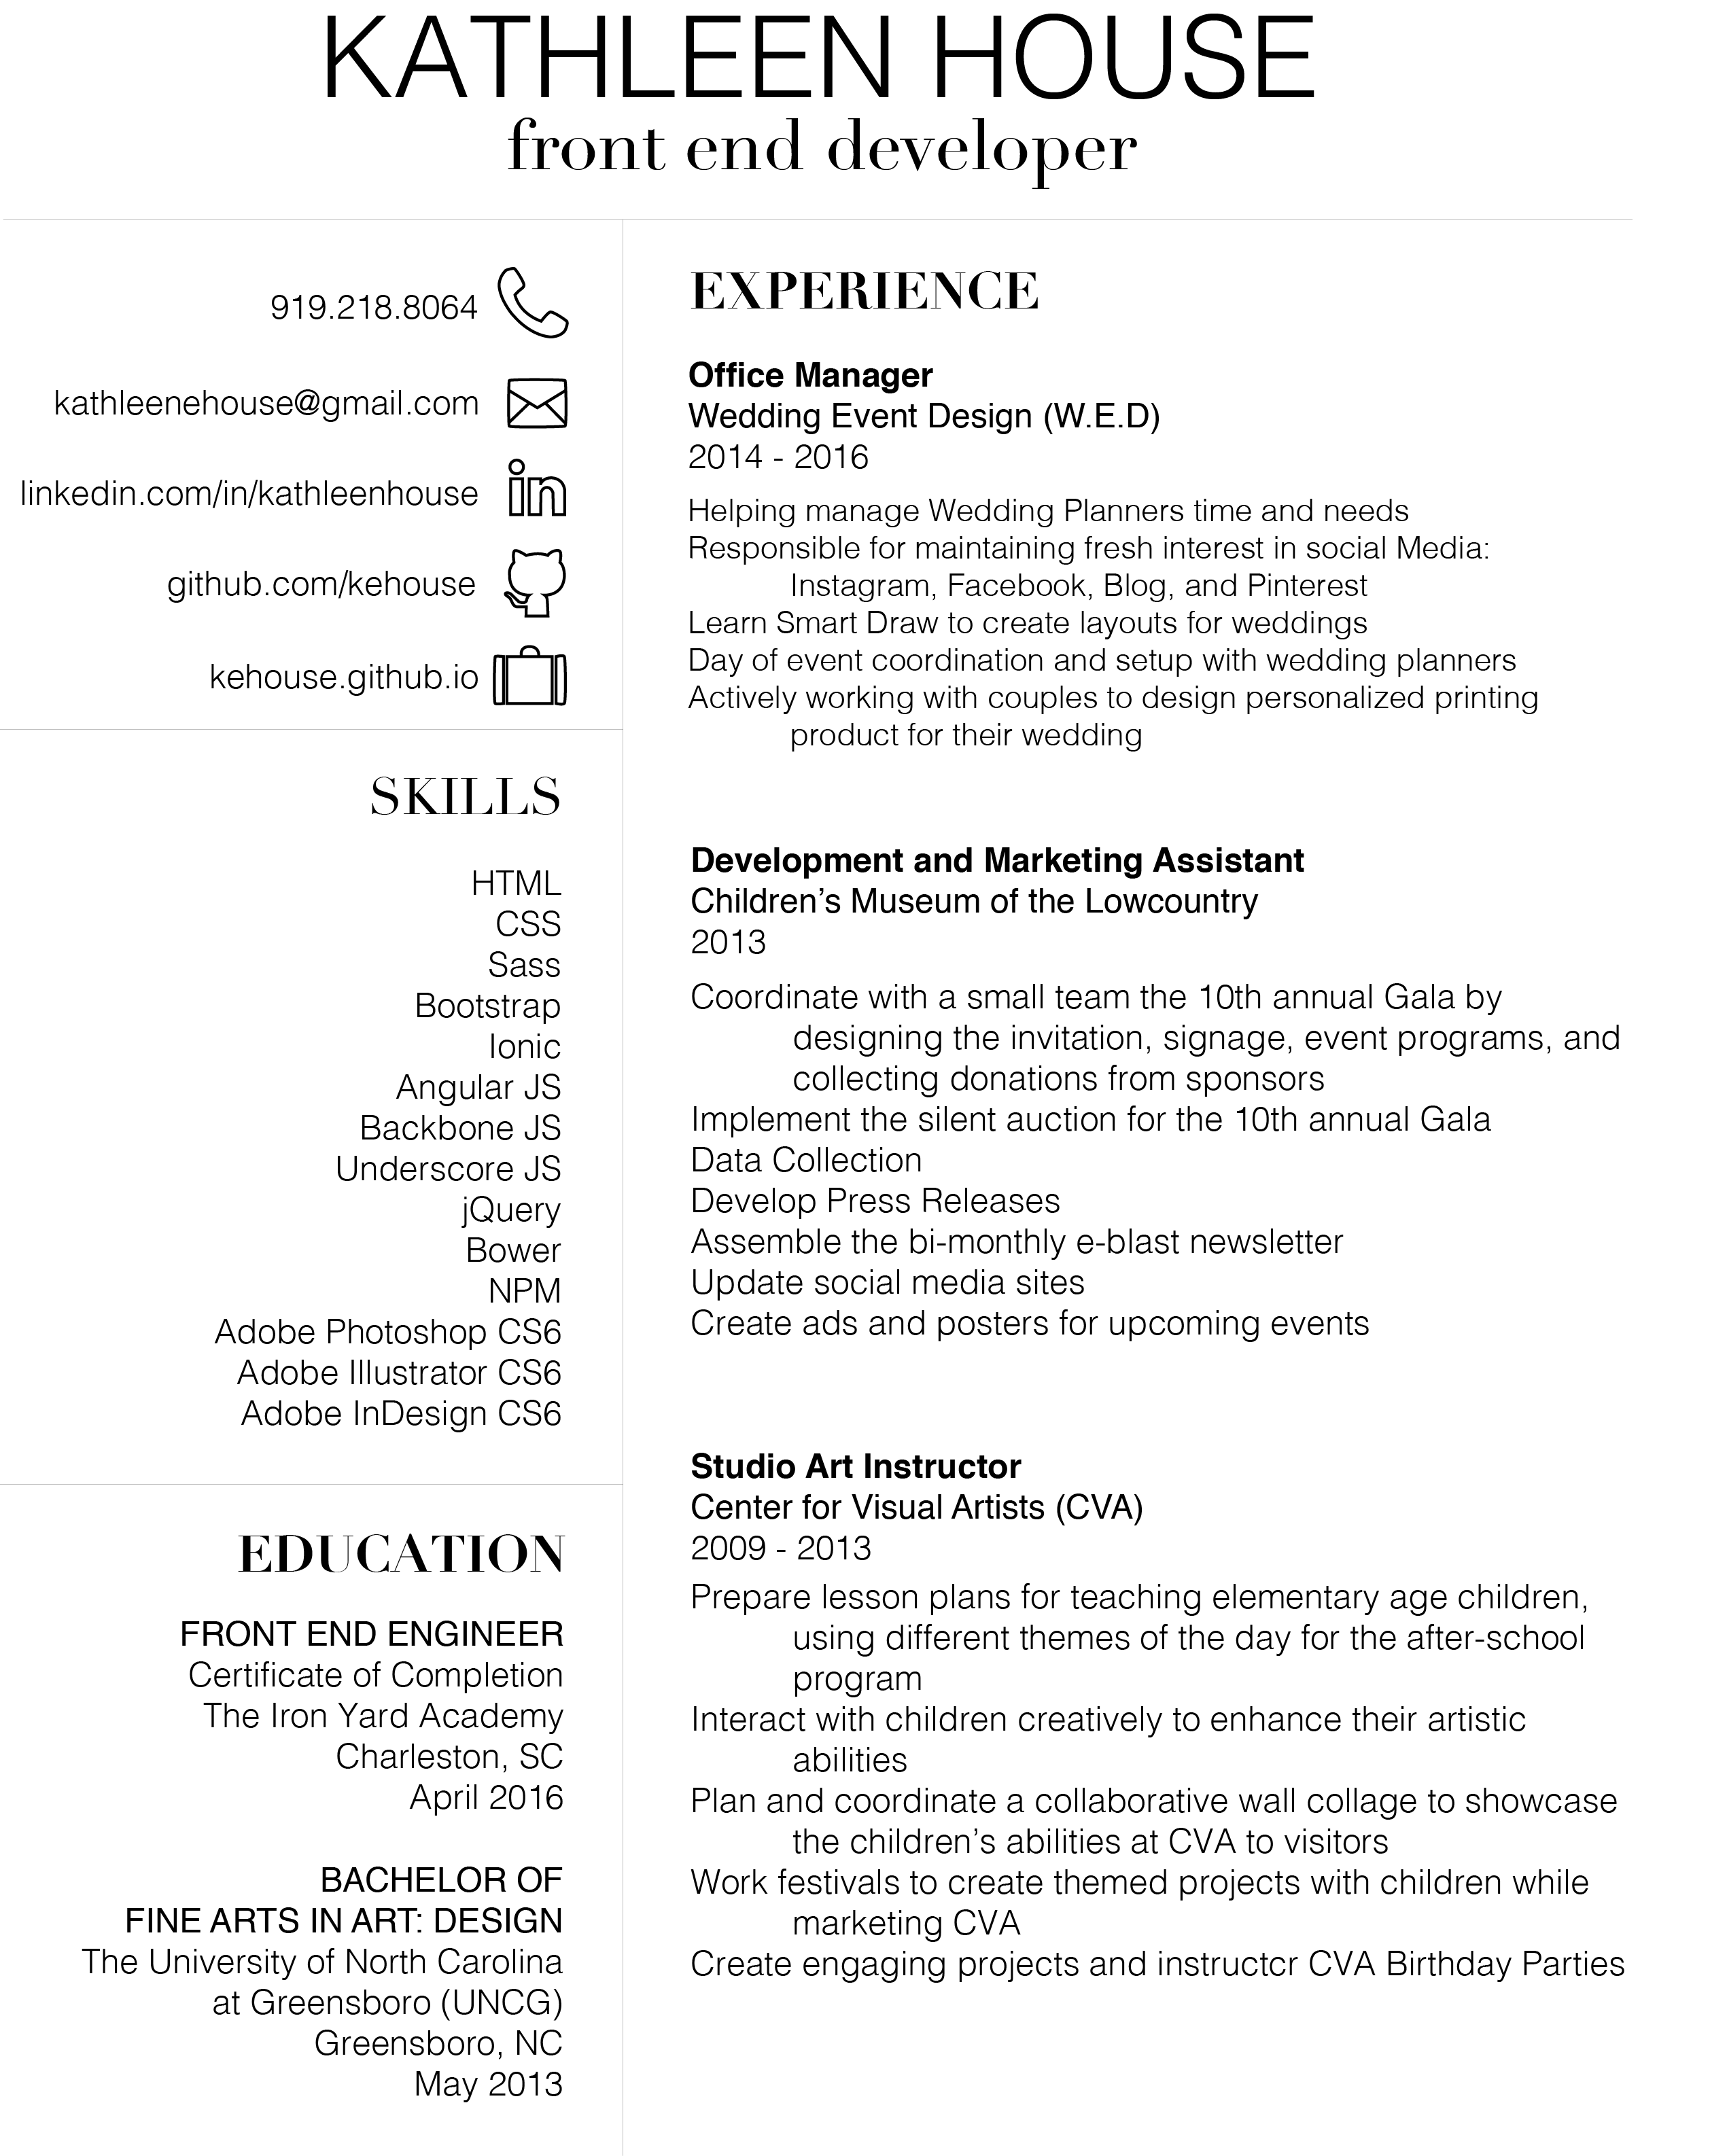 KATHLEEN HOUSE
front end developer
919.218.8064
kathleenehouse@gmail.com
linkedin.com/in/kathleenhouse
github.com/kehouse
kehouse.github.io
SKILLS
HTML
CSS
Sass
Bootstrap
Ionic
Angular JS
Backbone JS
Underscore JS
jQuery
Bower
NPM
Adobe Photoshop CS6
Adobe Illustrator CS6
Adobe InDesign CS6
EDUCATION
FRONT END ENGINEER
Certificate of Completion
The Iron Yard Academy
Charleston, SC
April 2016
BACHELOR OF
FINE ARTS IN ART: DESIGN
The University of North Carolina
at Greensboro (UNCG)
Greensboro, NC
May 2013
EXPERIENCE
Office Manager
Wedding Event Design (W.E.D)
2014 - 2016
Helping manage Wedding Planners time and needs
Responsible for maintaining fresh interest in social Media:
Instagram, Facebook, Blog, and Pinterest
Learn Smart Draw to create layouts for weddings
Day of event coordination and setup with wedding planners
Actively working with couples to design personalized printing
product for their wedding
Development and Marketing Assistant
Children’s Museum of the Lowcountry
2013
Coordinate with a small team the 10th annual Gala by
designing the invitation, signage, event programs, and
collecting donations from sponsors
Implement the silent auction for the 10th annual Gala
Data Collection
Develop Press Releases
Assemble the bi-monthly e-blast newsletter
Update social media sites
Create ads and posters for upcoming events
Studio Art Instructor
Center for Visual Artists (CVA)
2009 - 2013
Prepare lesson plans for teaching elementary age children,
using different themes of the day for the after-school
program
Interact with children creatively to enhance their artistic
abilities
Plan and coordinate a collaborative wall collage to showcase
the children’s abilities at CVA to visitors
Work festivals to create themed projects with children while
marketing CVA
Create engaging projects and instructcr CVA Birthday Parties